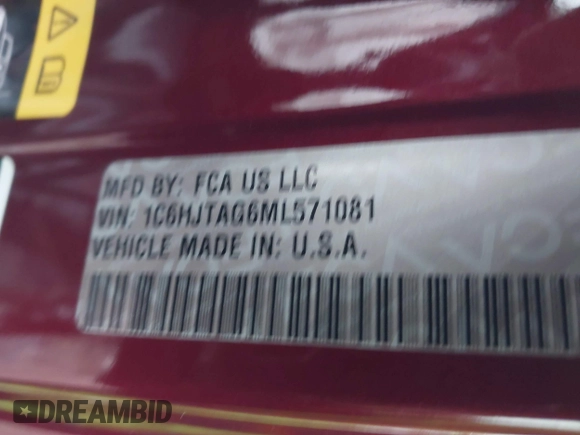 MFD BY: FCA US LLC
VIN: 1C6HJTAG6ML571081
VEHICLE MADE IN: U.S.A.
DREAMBID